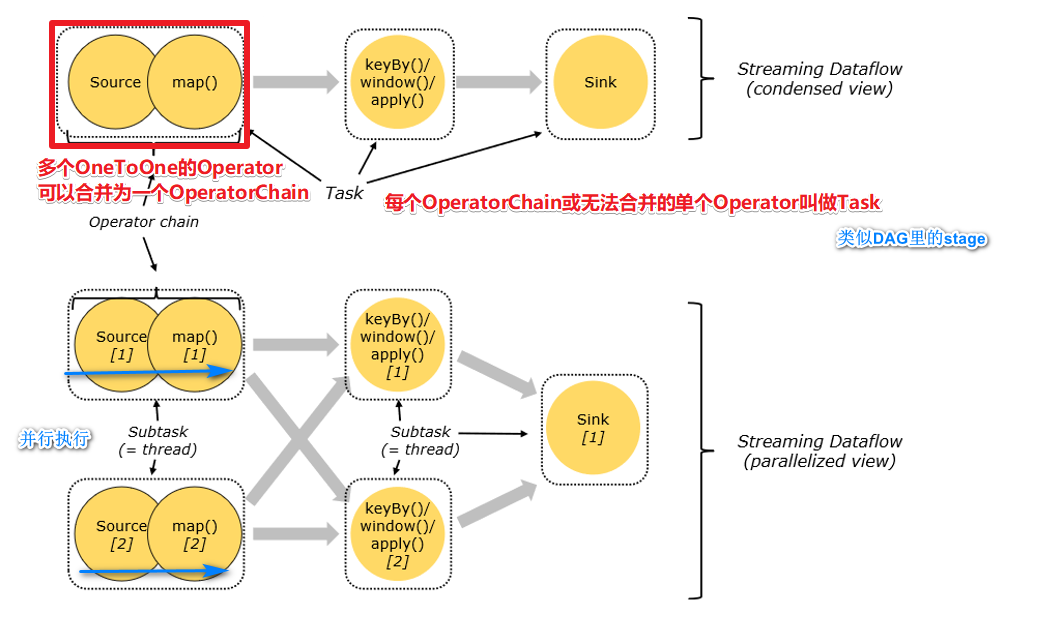 Source
map()
keyBy()/
window()/
apply()
Sink
Streaming Dataflow
(condensed view)
多个OneToOne的Operator
可以合并为一个OperatorChain
Task
每个OperatorChain或无法合并的单个Operator叫做Task
Operator chain
类似DAG里的stage
Source
[1]
map()
[1]
keyBy()/
window()/
apply()
[1]
并行执行
Subtask
(= thread)
Subtask
(= thread)
Sink
[1]
Streaming Dataflow
(parallelized view)
Source
[2]
map()
[2]
keyBy()/
window()/
apply()
[2]